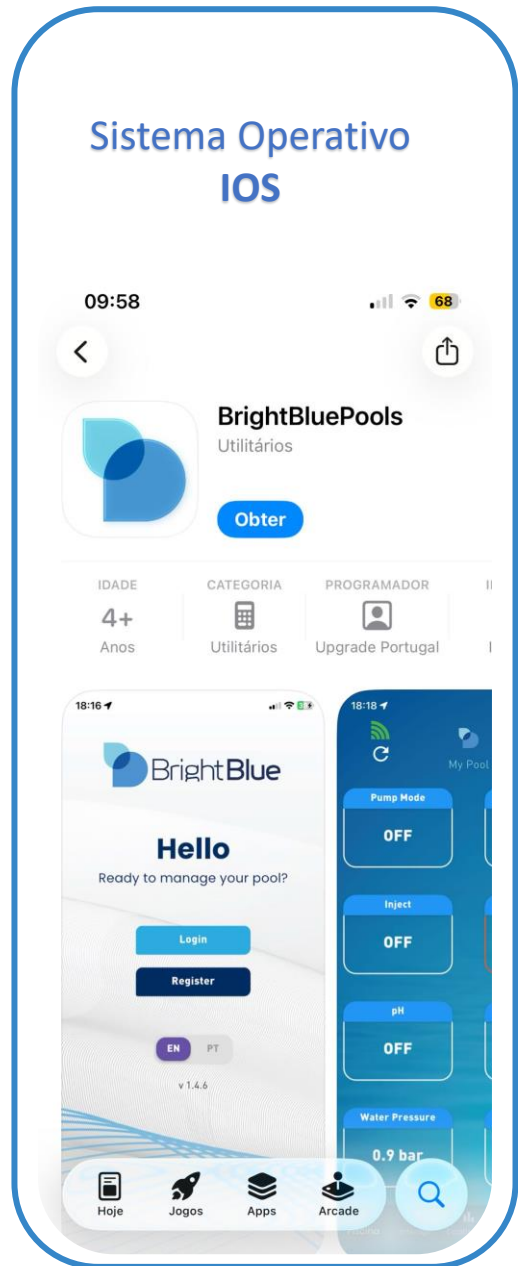 Sistema Operativo
IOS
09:58
68
BrightBluePools
Utilitários
Obter
IDADE
CATEGORIA
PROGRAMADOR
4+
Anos
Utilitários
Upgrade Portugal
18:16
BrightBlue
Hello
Ready to manage your pool?
Login
Register
EN PT
v 1.4.6
18:18
My Pool
Pump Mode
OFF
Inject
OFF
pH
OFF
Water Pressure
0.9 bar
Hoje
Jogos
Apps
Arcade